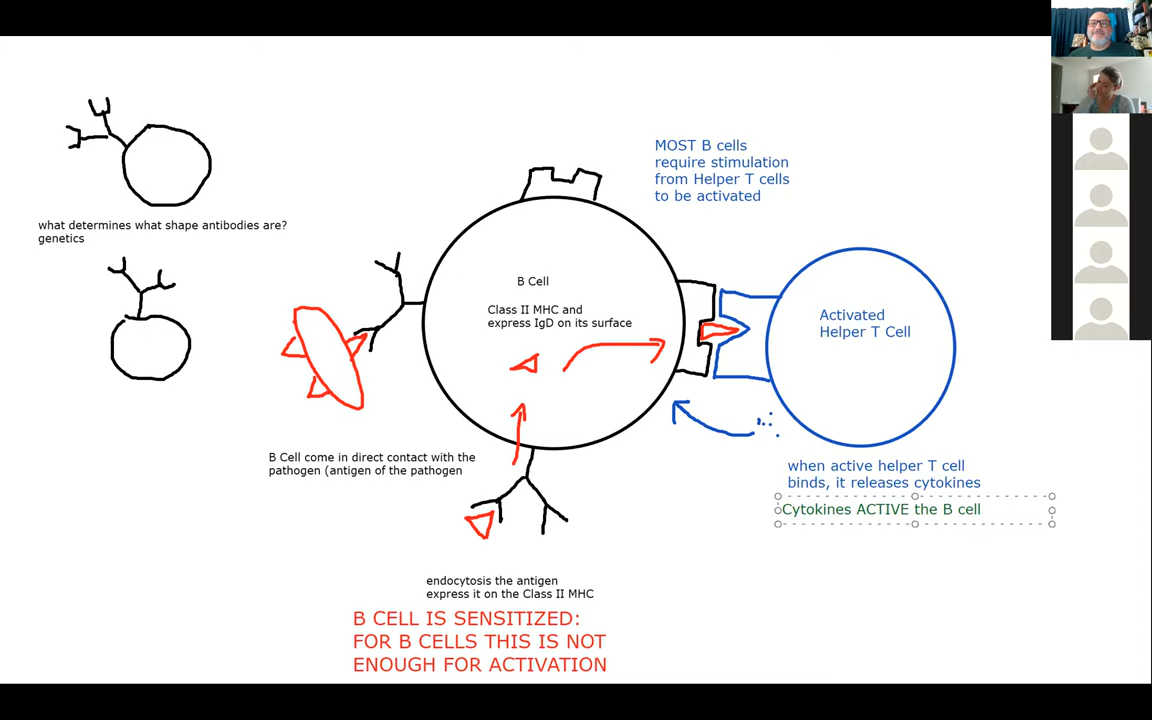 MOST B cells
require stimulation
from Helper T cells
to be activated
what determines what shape antibodies are?
genetics
B Cell
Class II MHC and
express IgD on its surface
Activated
Helper T Cell
B Cell come in direct contact with the
pathogen (antigen of the pathogen
when active helper T cell
binds, it releases cytokines
Cytokines ACTIVE the B cell
endocytosis the antigen
express it on the Class II MHC
B CELL IS SENSITIZED:
FOR B CELLS THIS IS NOT
ENOUGH FOR ACTIVATION